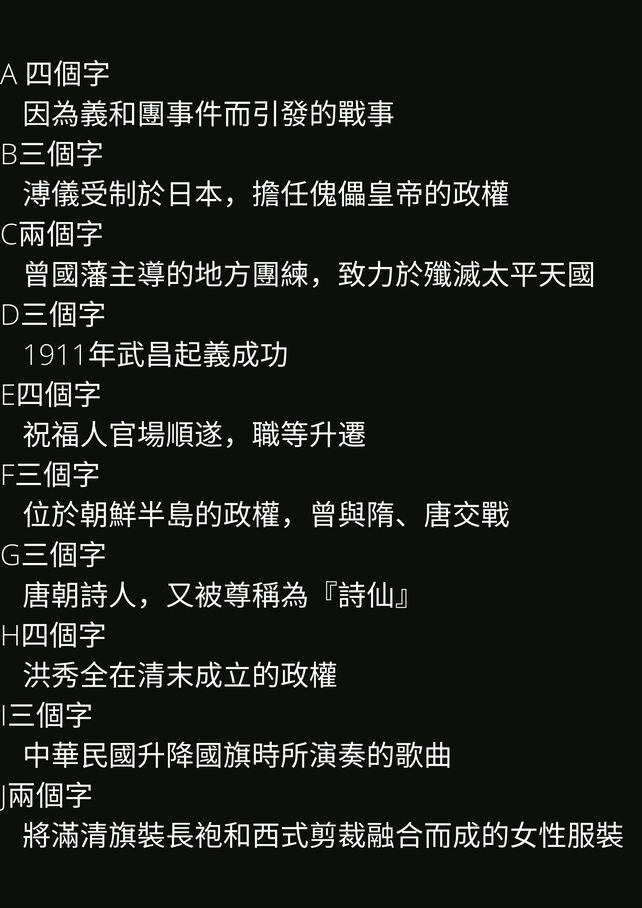 A 四個字
因為義和團事件而引發的戰事
B三個字
溥儀受制於日本，擔任傀儡皇帝的政權
C兩個字
曾國藩主導的地方團練，致力於殲滅太平天國
D三個字
1911年武昌起義成功
E四個字
祝福人官場順遂，職等升遷
F三個字
位於朝鮮半島的政權，曾與隋、唐交戰
G三個字
唐朝詩人，又被尊稱為『詩仙』
H四個字
洪秀全在清末成立的政權
I三個字
中華民國升降國旗時所演奏的歌曲
J兩個字
將滿清旗裝長袍和西式剪裁融合而成的女性服裝